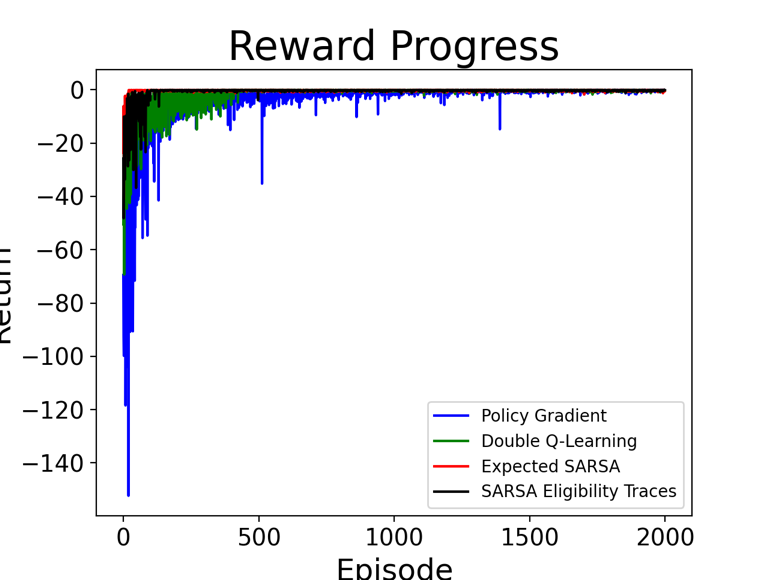 Reward Progress
0
−20
−40
−60
−80
−100
−120
−140
Return
Policy Gradient
Double Q-Learning
Expected SARSA
SARSA Eligibility Traces
0 500 1000 1500 2000
Episode